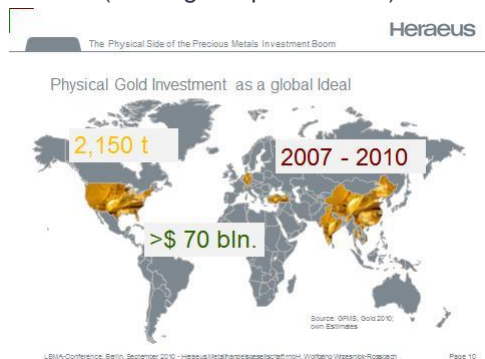 Heraeus
The Physical Side of the Precious Metals Investment Boom
Physical Gold Investment as a global Ideal
2,150 t
2007 - 2010
>$ 70 bln.
Source: GFMS, Gold 2010;
own Estimates
LBMA-Conference, Berlin, September 2010 - Heraeus Metallhandelsgesellschaft mbH, Wolfgang Wrzesniok-Rossbach
Page 10